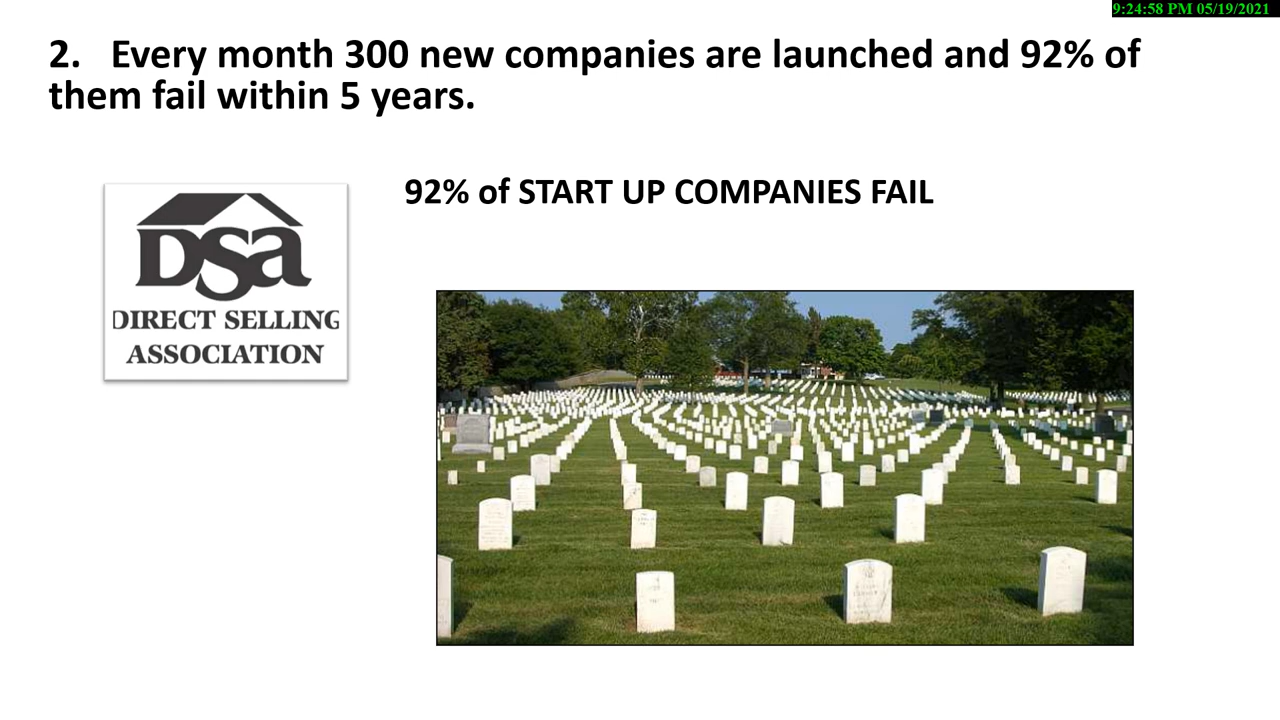 9:24:58 PM 05/19/2021
2. Every month 300 new companies are launched and 92% of
them fail within 5 years.
92% of START UP COMPANIES FAIL
DSa
DIRECT SELLING
ASSOCIATION